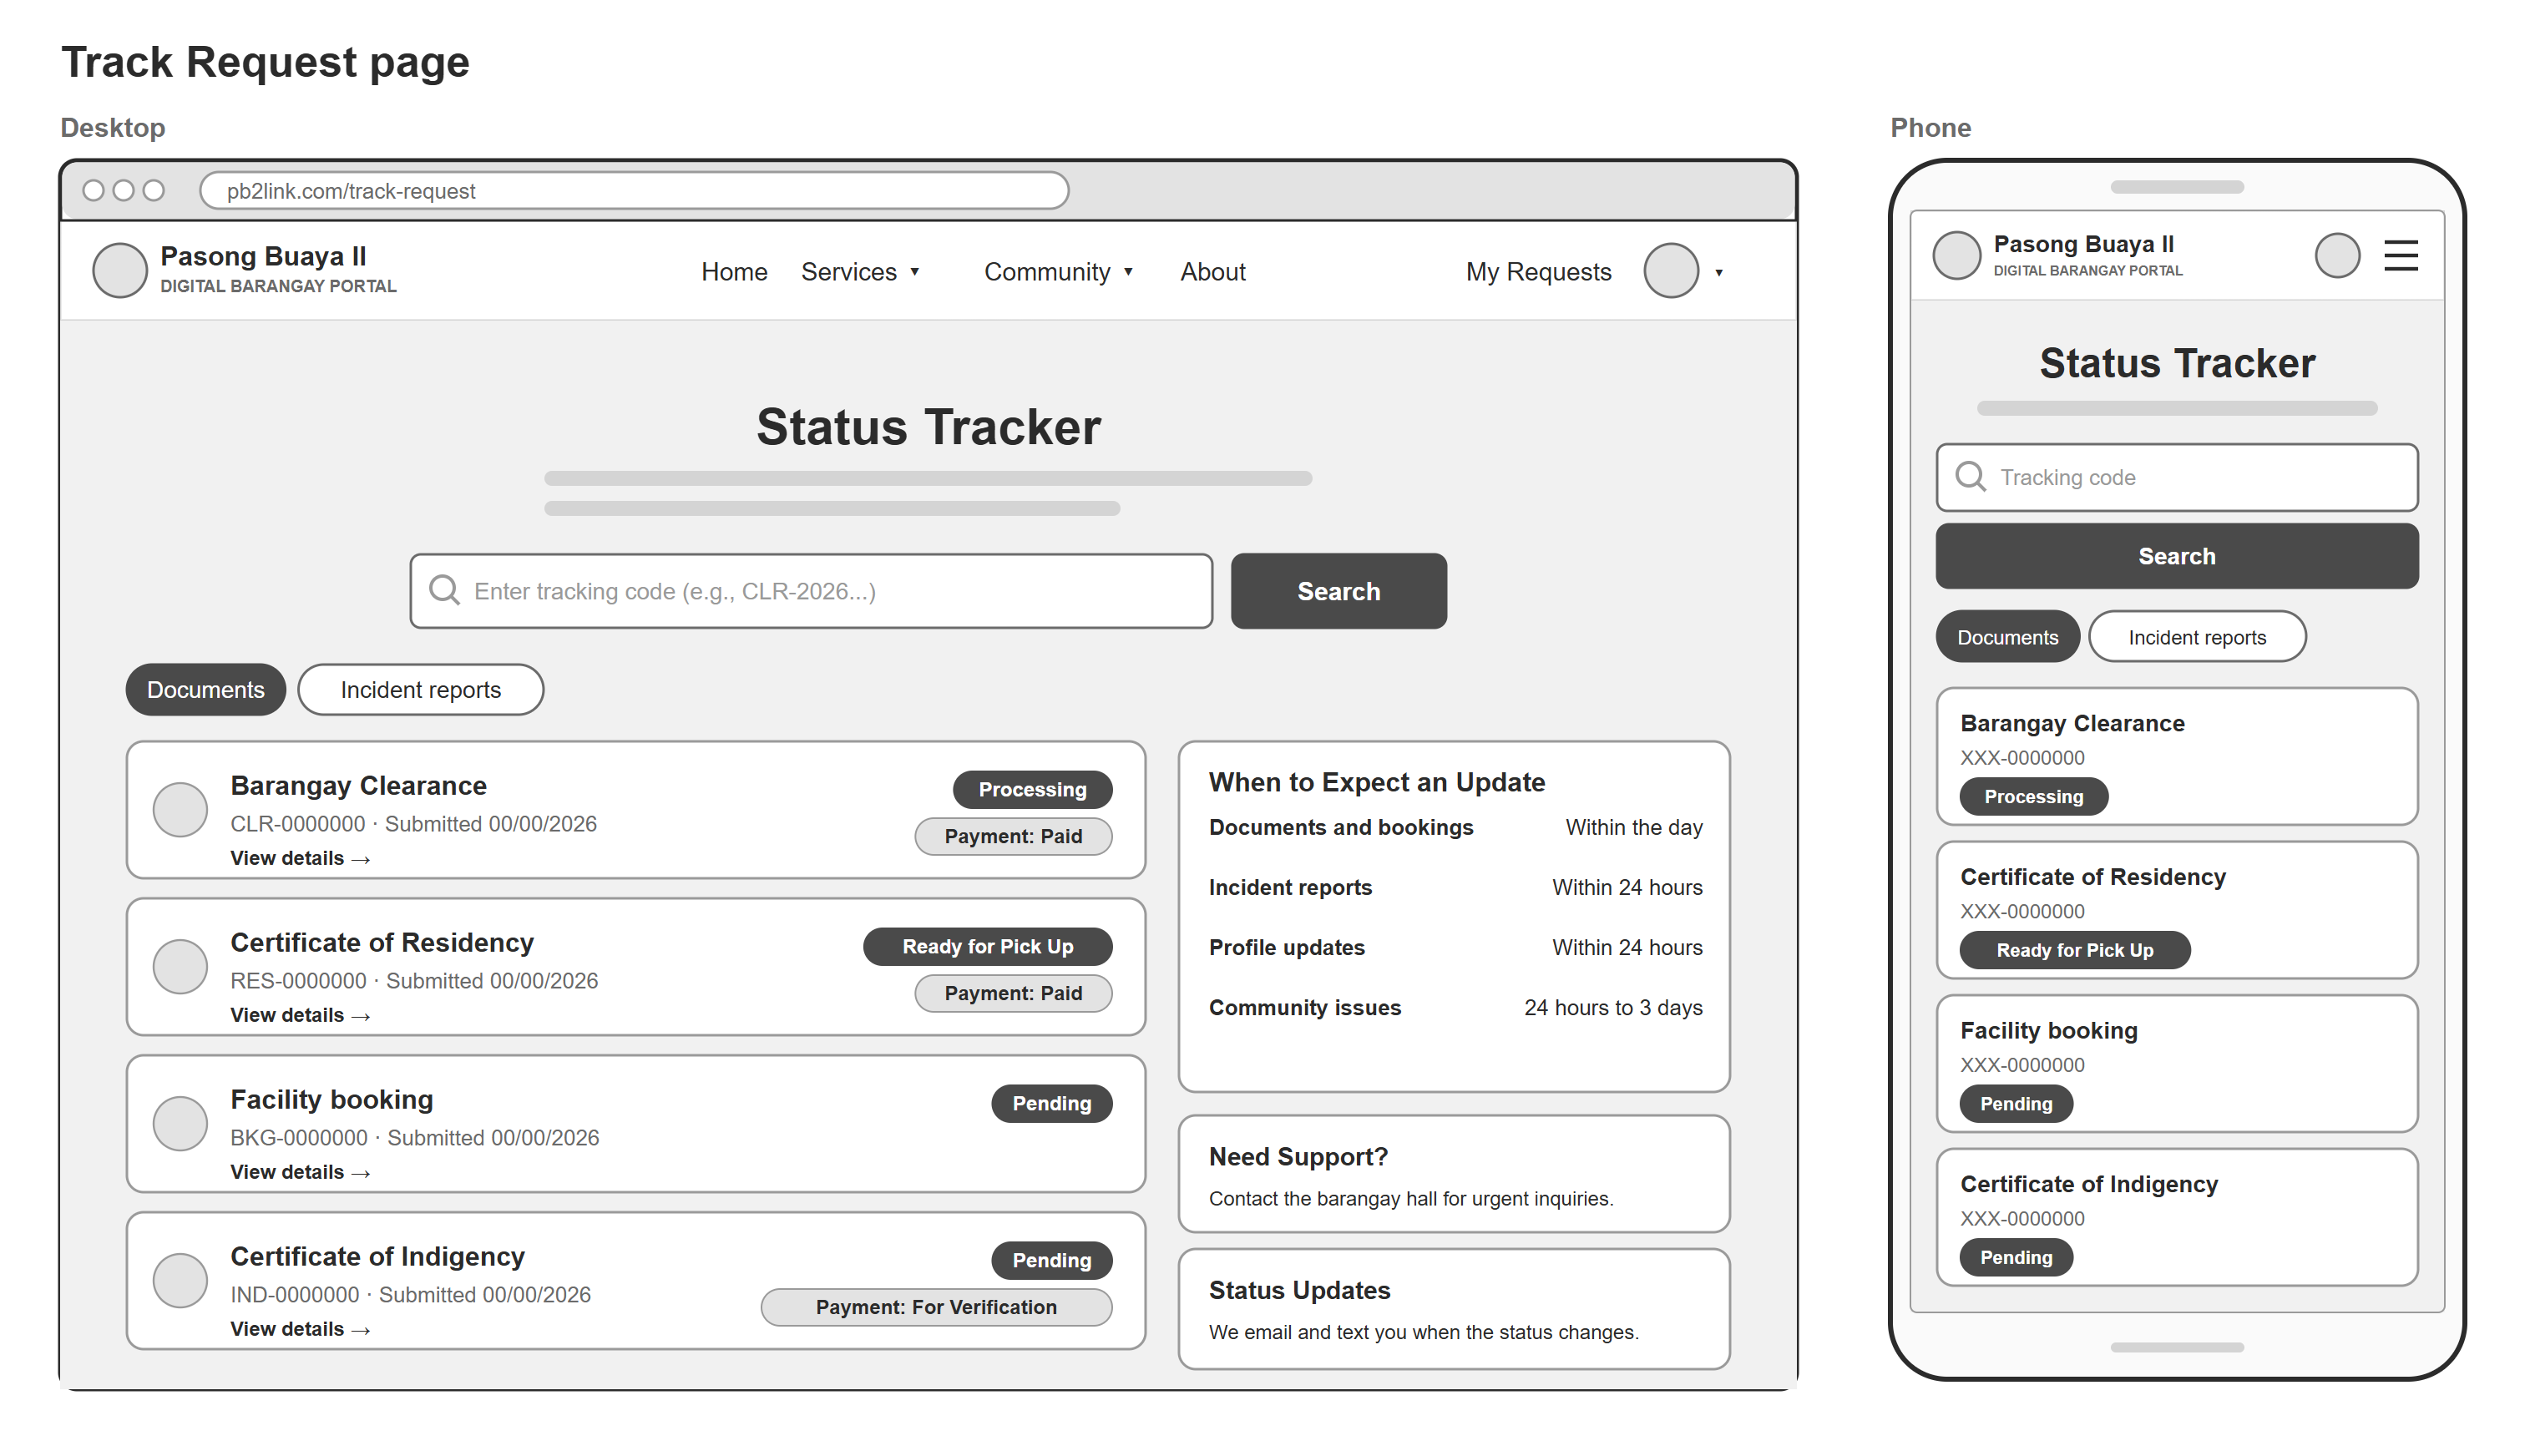 Track Request page
Desktop
pb2link.com/track-request
Pasong Buaya II
DIGITAL BARANGAY PORTAL
Home Services ▼ Community ▼ About My Requests ▼
Status Tracker
Enter tracking code (e.g., CLR-2026...)
Search
Documents
Incident reports
Barangay Clearance
CLR-0000000 · Submitted 00/00/2026
View details →
Processing
Payment: Paid
Certificate of Residency
RES-0000000 · Submitted 00/00/2026
View details →
Ready for Pick Up
Payment: Paid
Facility booking
BKG-0000000 · Submitted 00/00/2026
View details →
Pending
Certificate of Indigency
IND-0000000 · Submitted 00/00/2026
View details →
Pending
Payment: For Verification
When to Expect an Update
Documents and bookings Within the day
Incident reports Within 24 hours
Profile updates Within 24 hours
Community issues 24 hours to 3 days
Need Support?
Contact the barangay hall for urgent inquiries.
Status Updates
We email and text you when the status changes.
Phone
Pasong Buaya II
DIGITAL BARANGAY PORTAL
Status Tracker
Tracking code
Search
Documents
Incident reports
Barangay Clearance
XXX-0000000
Processing
Certificate of Residency
XXX-0000000
Ready for Pick Up
Facility booking
XXX-0000000
Pending
Certificate of Indigency
XXX-0000000
Pending